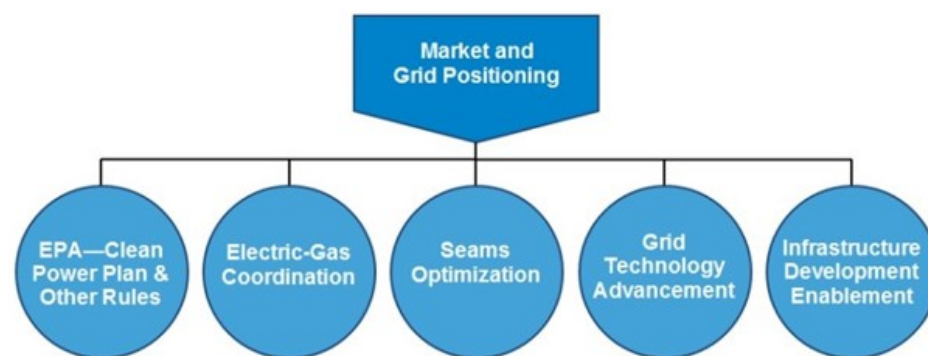 Market and
Grid Positioning
EPA—Clean
Power Plan &
Other Rules
Electric-Gas
Coordination
Seams
Optimization
Grid
Technology
Advancement
Infrastructure
Development
Enablement